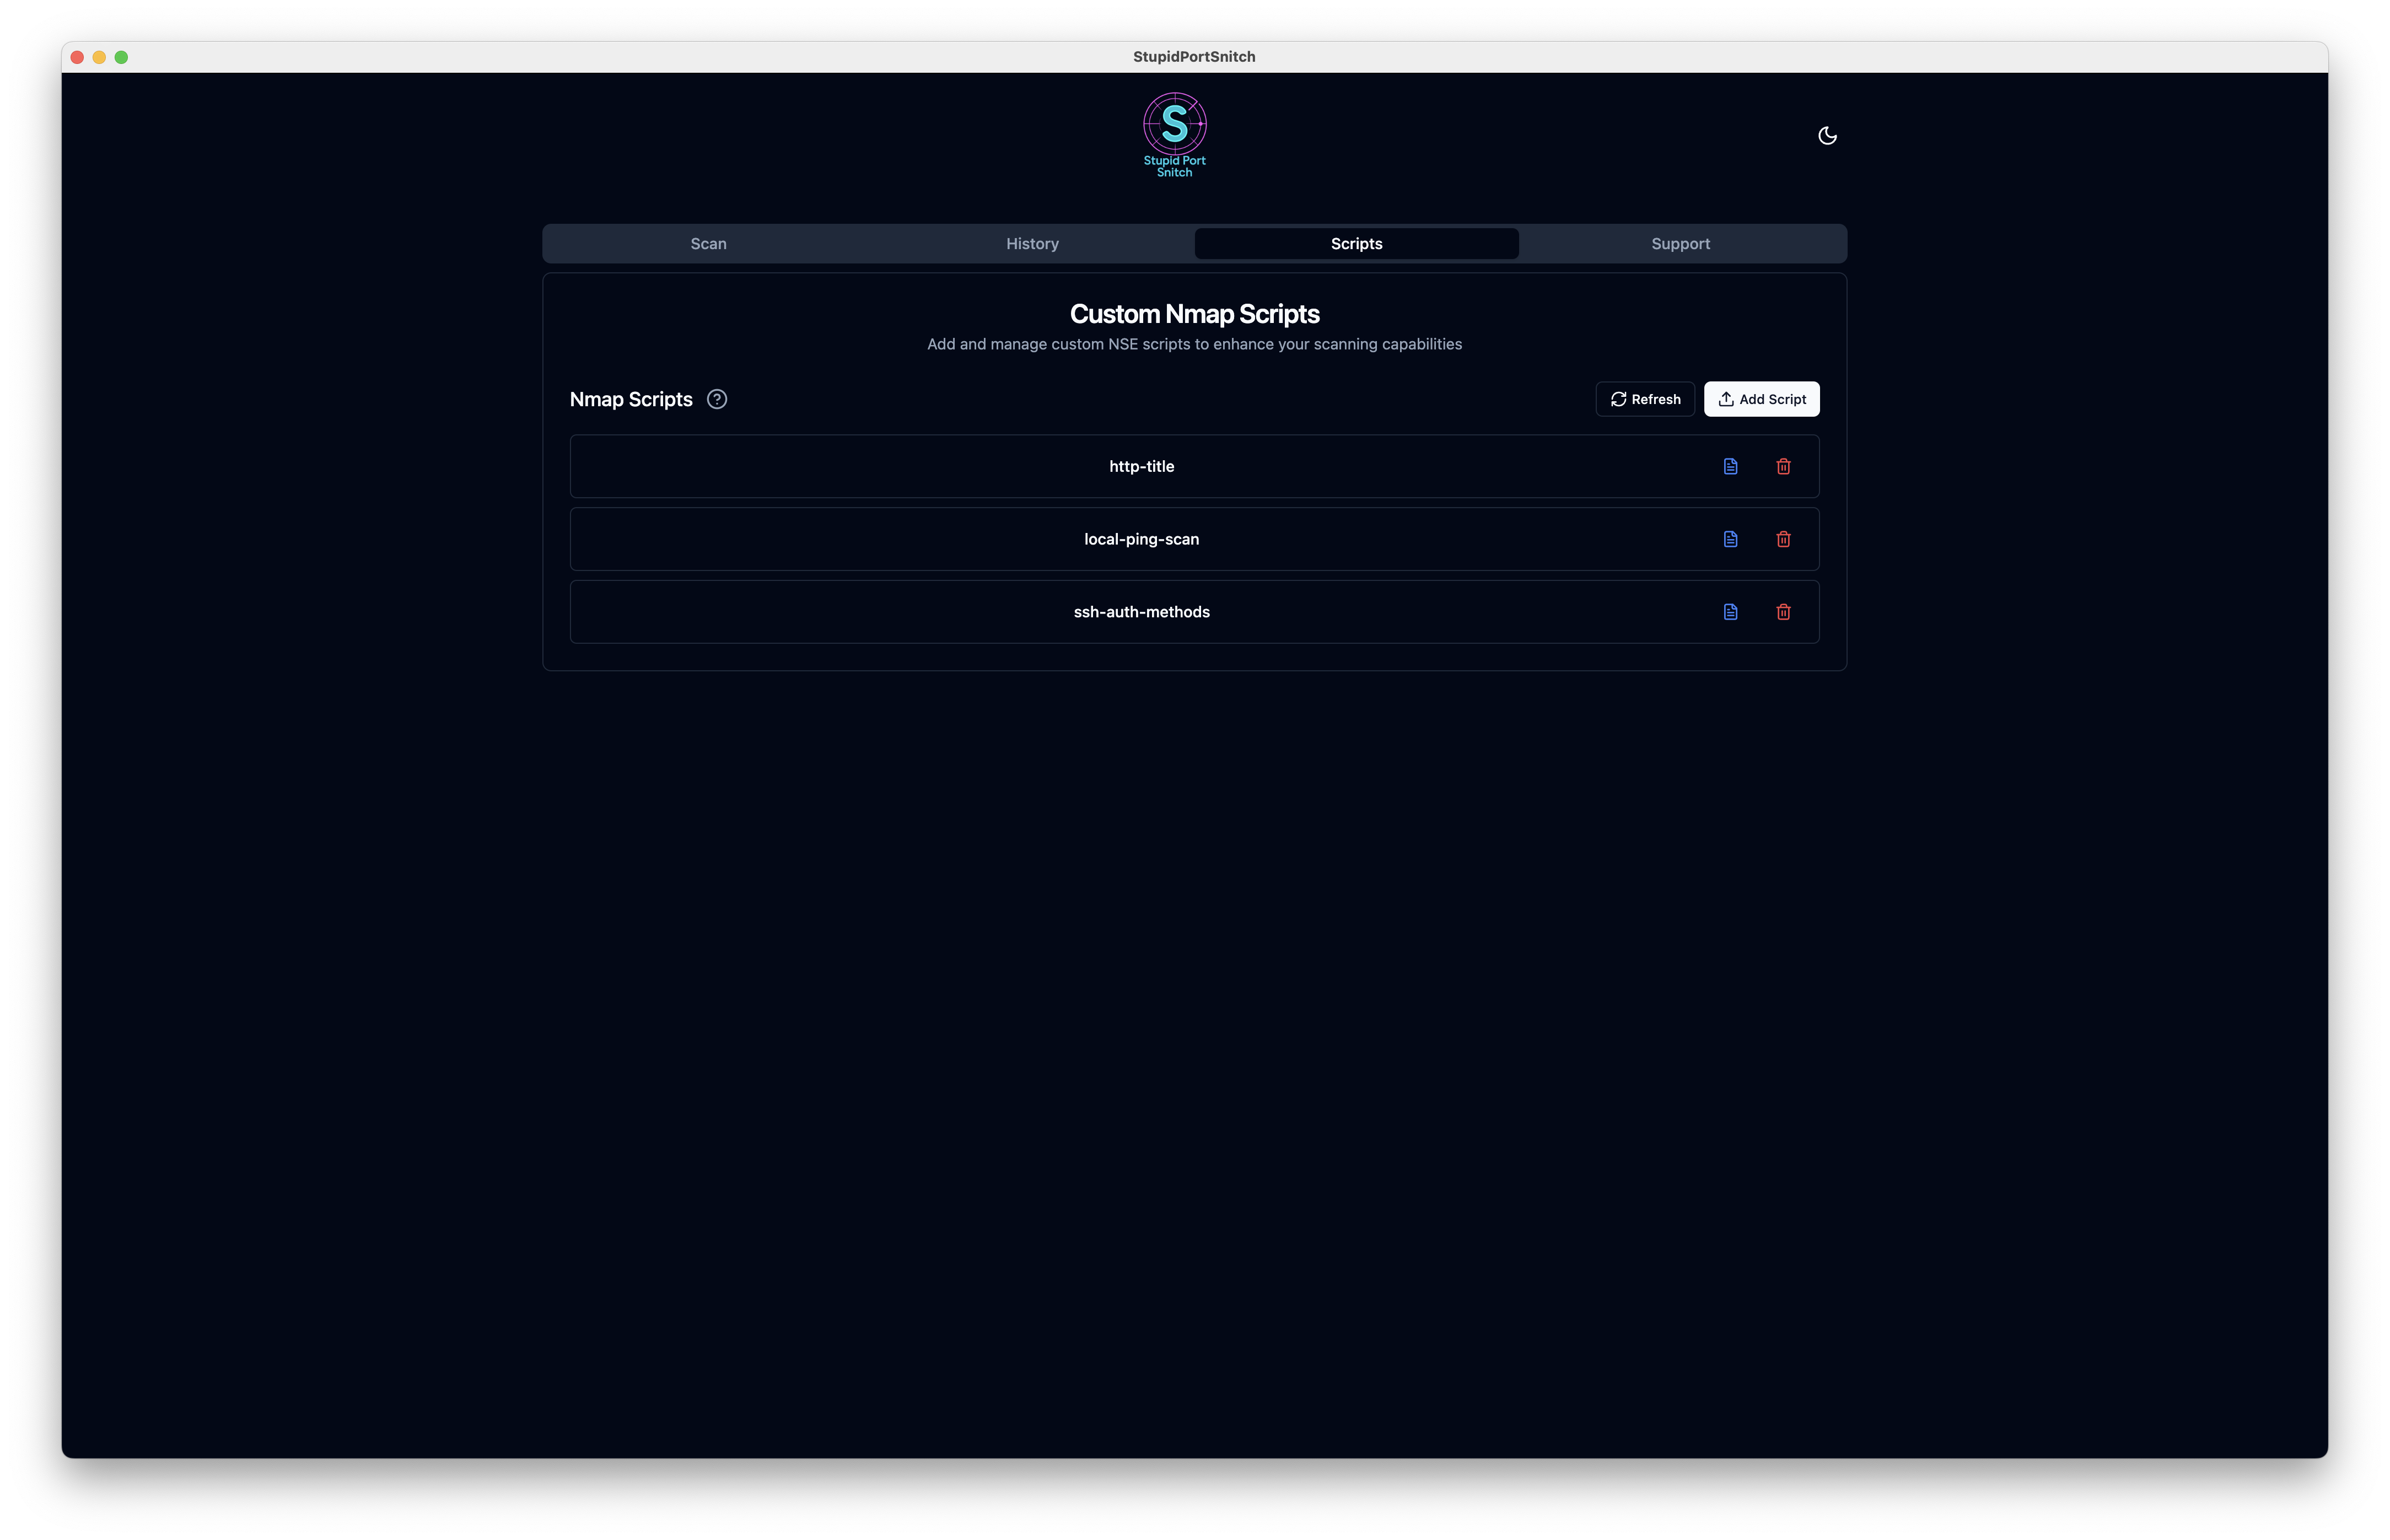 StupidPortSnitch
S
Stupid Port
Snitch
Scan
History
Scripts
Support
Custom Nmap Scripts
Add and manage custom NSE scripts to enhance your scanning capabilities
Nmap Scripts
?
Refresh
Add Script
http-title
local-ping-scan
ssh-auth-methods